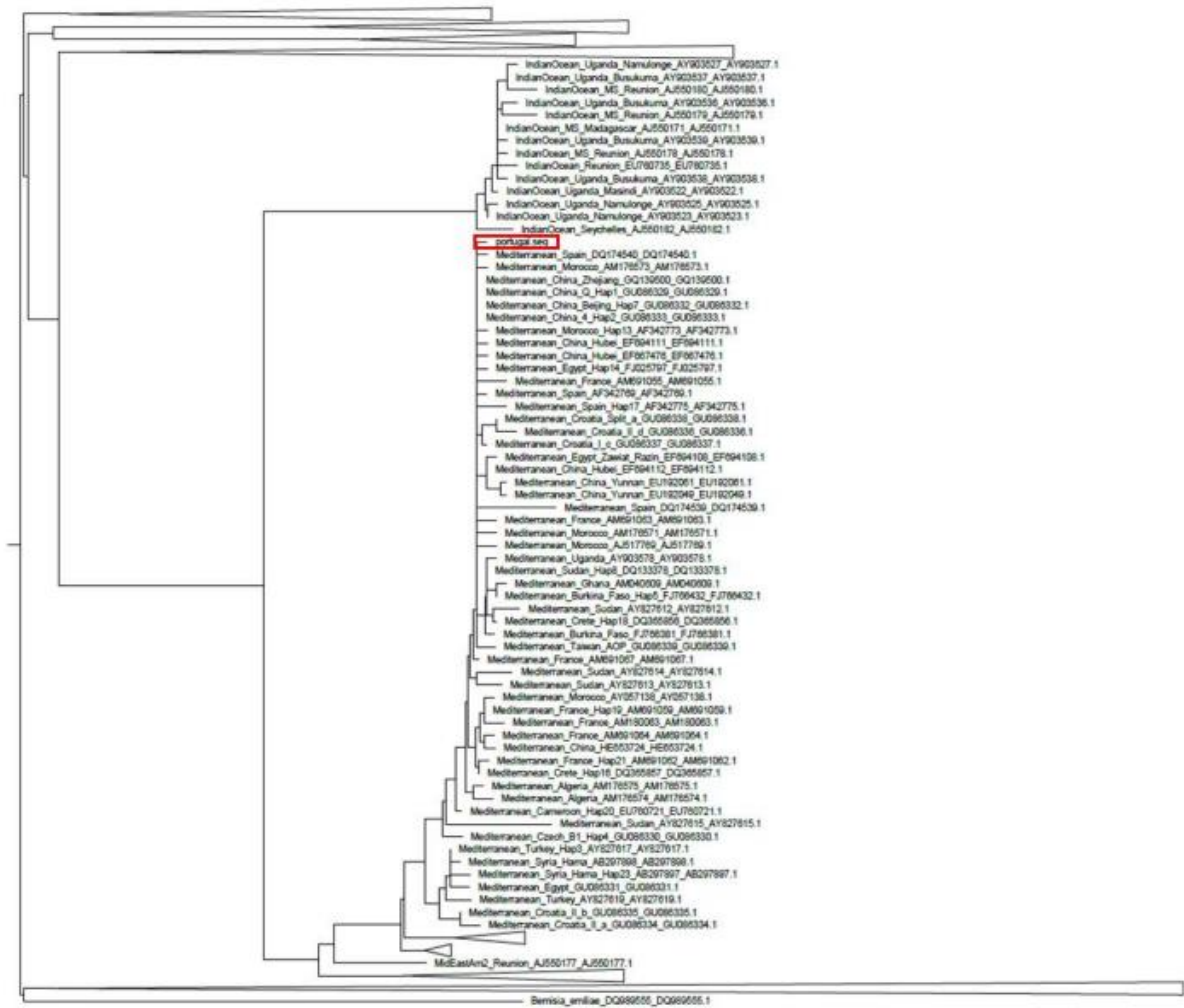 IndianOcean_Uganda_Namulonge_AY903527_AY903527.1
IndianOcean_Uganda_Busukuma_AY903537_AY903537.1
IndianOcean_MS_Reunion_AJ550180_AJ550180.1
IndianOcean_Uganda_Busukuma_AY903536_AY903536.1
IndianOcean_MS_Reunion_AJ550179_AJ550179.1
IndianOcean_MS_Madagascar_AJ550171_AJ550171.1
IndianOcean_Uganda_Busukuma_AY903539_AY903539.1
IndianOcean_MS_Reunion_AJ550178_AJ550178.1
IndianOcean_Reunion_EU760735_EU760735.1
IndianOcean_Uganda_Busukuma_AY903538_AY903538.1
IndianOcean_Uganda_Masindi_AY903522_AY903522.1
IndianOcean_Uganda_Namulonge_AY903525_AY903525.1
IndianOcean_Uganda_Namulonge_AY903523_AY903523.1
IndianOcean_Seychelles_AJ550182_AJ550182.1
portugal.seq
Mediterranean_Spain_DQ174540_DQ174540.1
Mediterranean_Morocco_AM176573_AM176573.1
Mediterranean_China_Zhejiang_GQ139500_GQ139500.1
Mediterranean_China_Q_Hap1_GU086329_GU086329.1
Mediterranean_China_Beijing_Hap7_GU086332_GU086332.1
Mediterranean_China_4_Hap2_GU086333_GU086333.1
Mediterranean_Morocco_Hap13_AF342773_AF342773.1
Mediterranean_China_Hubei_EF694111_EF694111.1
Mediterranean_China_Hubei_EF667476_EF667476.1
Mediterranean_Egypt_Hap14_FJ025797_FJ025797.1
Mediterranean_France_AM691055_AM691055.1
Mediterranean_Spain_AF342769_AF342769.1
Mediterranean_Spain_Hap17_AF342775_AF342775.1
Mediterranean_Croatia_Split_a_GU086338_GU086338.1
Mediterranean_Croatia_II_d_GU086336_GU086336.1
Mediterranean_Croatia_I_c_GU086337_GU086337.1
Mediterranean_Egypt_Zawiat_Razin_EF694108_EF694108.1
Mediterranean_China_Hubei_EF694112_EF694112.1
Mediterranean_China_Yunnan_EU192061_EU192061.1
Mediterranean_China_Yunnan_EU192049_EU192049.1
Mediterranean_Spain_DQ174539_DQ174539.1
Mediterranean_France_AM691063_AM691063.1
Mediterranean_Morocco_AM176571_AM176571.1
Mediterranean_Morocco_AJ517769_AJ517769.1
Mediterranean_Uganda_AY903578_AY903578.1
Mediterranean_Sudan_Hap8_DQ133378_DQ133378.1
Mediterranean_Ghana_AM040609_AM040609.1
Mediterranean_Burkina_Faso_Hap5_FJ766432_FJ766432.1
Mediterranean_Sudan_AY827612_AY827612.1
Mediterranean_Crete_Hap18_DQ365856_DQ365856.1
Mediterranean_Burkina_Faso_FJ766381_FJ766381.1
Mediterranean_Taiwan_AOP_GU086339_GU086339.1
Mediterranean_France_AM691067_AM691067.1
Mediterranean_Sudan_AY827614_AY827614.1
Mediterranean_Sudan_AY827613_AY827613.1
Mediterranean_Morocco_AY057138_AY057138.1
Mediterranean_France_Hap19_AM691059_AM691059.1
Mediterranean_France_AM180063_AM180063.1
Mediterranean_France_AM691064_AM691064.1
Mediterranean_China_HE653724_HE653724.1
Mediterranean_France_Hap21_AM691062_AM691062.1
Mediterranean_Crete_Hap16_DQ365857_DQ365857.1
Mediterranean_Algeria_AM176575_AM176575.1
Mediterranean_Algeria_AM176574_AM176574.1
Mediterranean_Cameroon_Hap20_EU760721_EU760721.1
Mediterranean_Sudan_AY827615_AY827615.1
Mediterranean_Czech_B1_Hap4_GU086330_GU086330.1
Mediterranean_Turkey_Hap3_AY827617_AY827617.1
Mediterranean_Syria_Hama_AB297898_AB297898.1
Mediterranean_Syria_Hama_Hap23_AB297897_AB297897.1
Mediterranean_Egypt_GU086331_GU086331.1
Mediterranean_Turkey_AY827619_AY827619.1
Mediterranean_Croatia_II_b_GU086335_GU086335.1
Mediterranean_Croatia_II_a_GU086334_GU086334.1
MidEastAm2_Reunion_AJ550177_AJ550177.1
Bemisia_emiliae_DQ989555_DQ989555.1